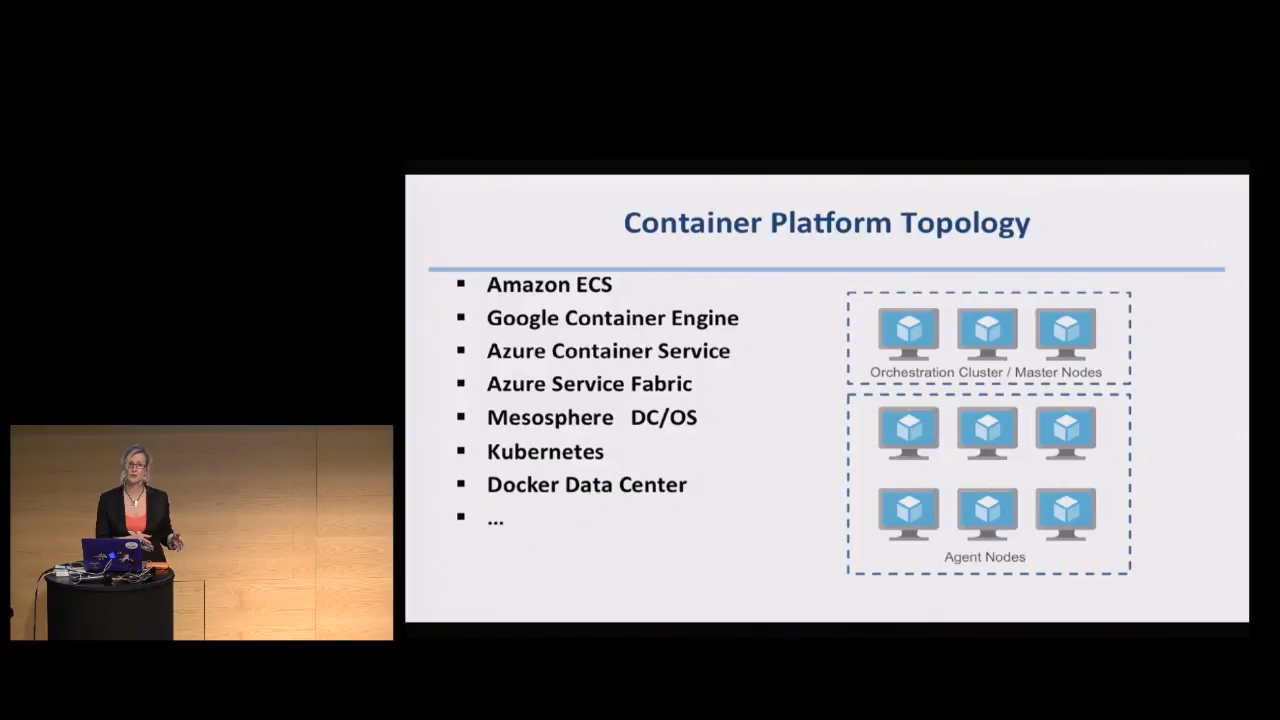 Container Platform Topology
Amazon ECS
Google Container Engine
Azure Container Service
Azure Service Fabric
Mesosphere DC/OS
Kubernetes
Docker Data Center
...
Orchestration Cluster / Master Nodes
Agent Nodes